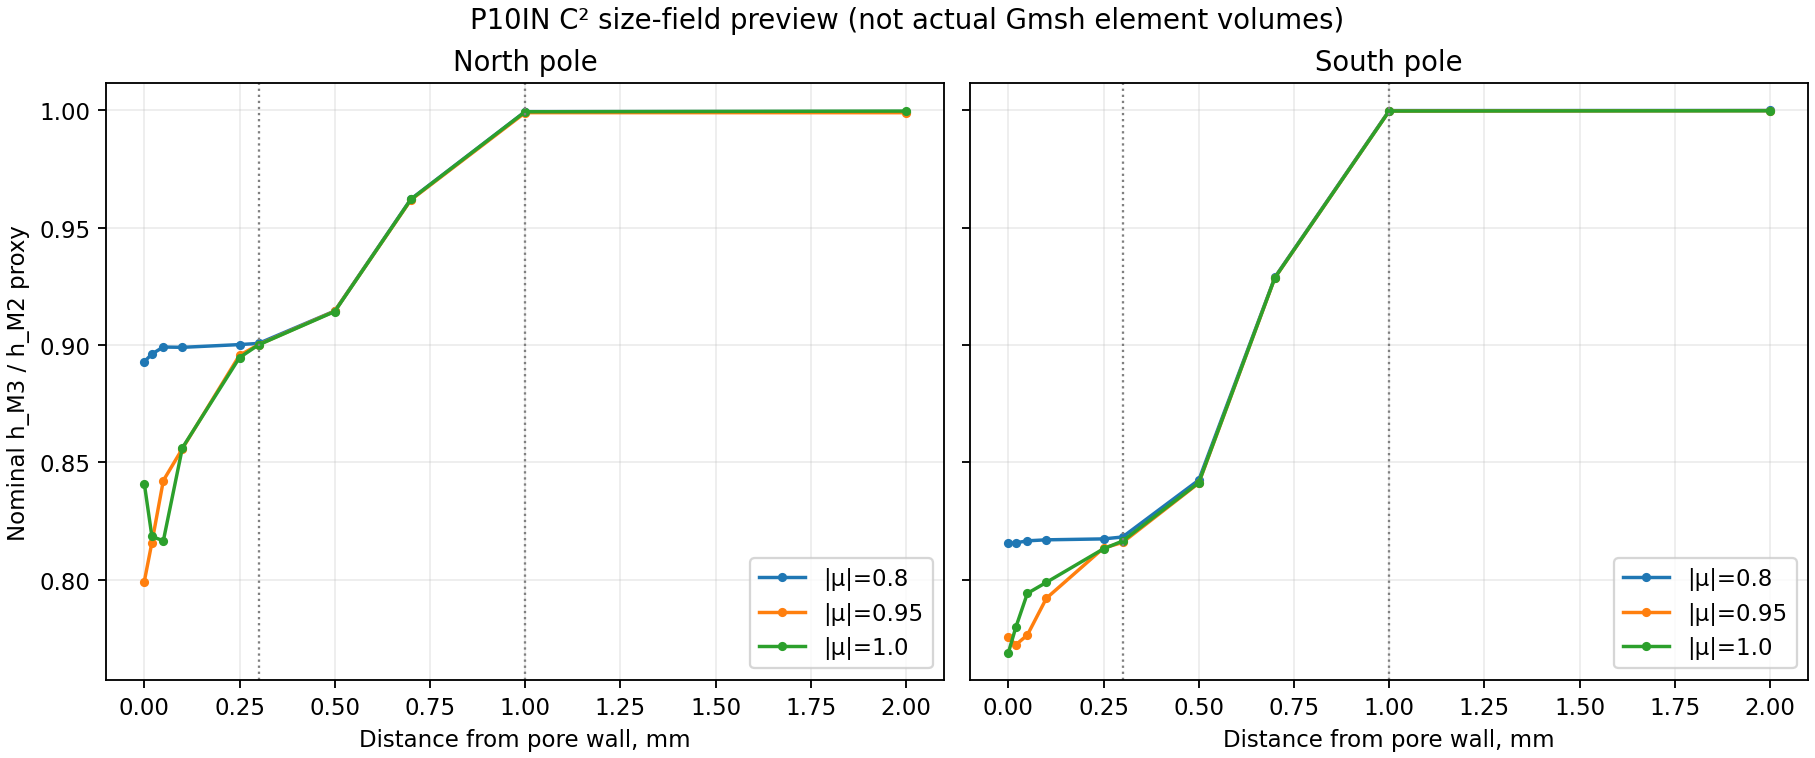 P10IN C² size-field preview (not actual Gmsh element volumes)
North pole
South pole
Nominal h_M3 / h_M2 proxy
1.00
0.95
0.90
0.85
0.80
|μ|=0.8
|μ|=0.95
|μ|=1.0
|μ|=0.8
|μ|=0.95
|μ|=1.0
0.00 0.25 0.50 0.75 1.00 1.25 1.50 1.75 2.00
0.00 0.25 0.50 0.75 1.00 1.25 1.50 1.75 2.00
Distance from pore wall, mm
Distance from pore wall, mm